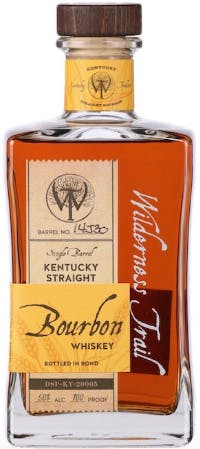 KENTUCKY
STRAIGHT BOURBON
WT
BARREL NO. 14J30
Single Barrel
KENTUCKY
STRAIGHT
Bourbon
WHISKEY
BOTTLED IN BOND
DSP-KY-20005
50% ALC 100 PROOF
Wilderness Trail